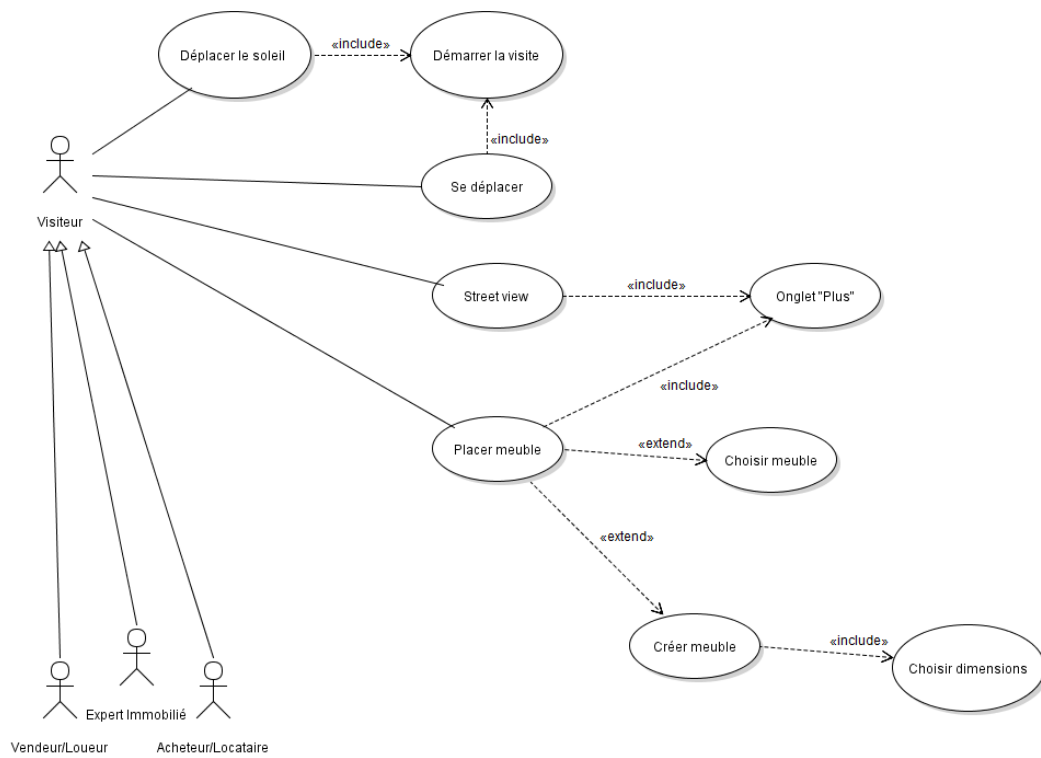 Déplacer le soleil
«include»
Démarrer la visite
«include»
Se déplacer
Visiteur
Street view
«include»
Onglet "Plus"
«include»
Placer meuble
«extend»
Choisir meuble
«extend»
Créer meuble
«include»
Choisir dimensions
Expert Immobilié
Vendeur/Loueur
Acheteur/Locataire